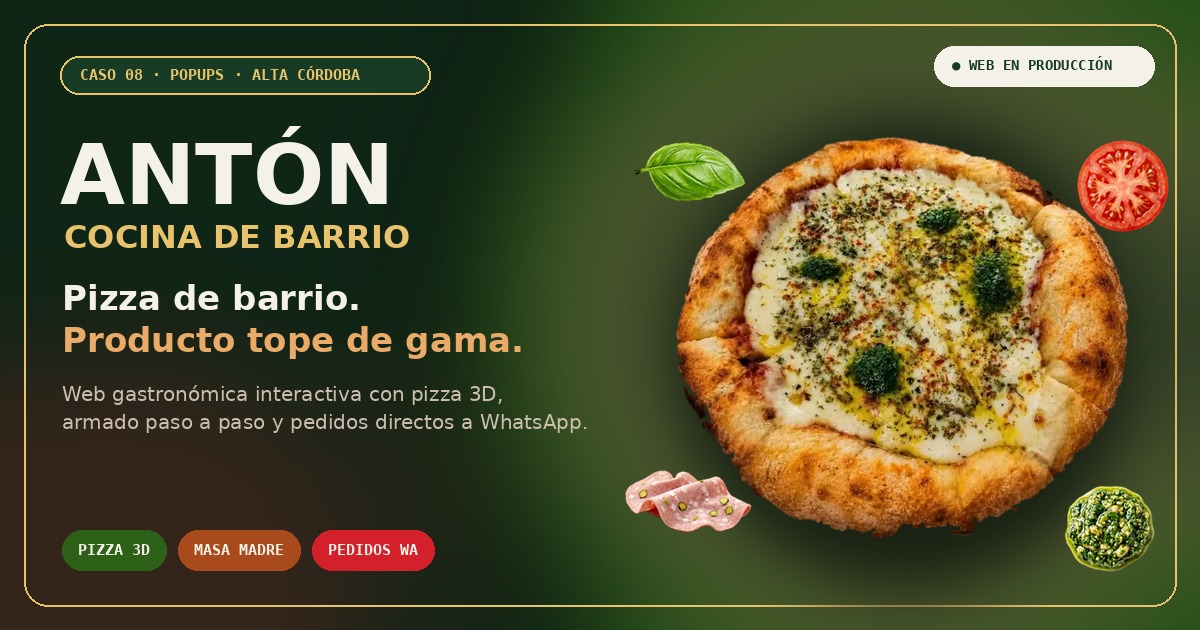 CASO 08 · POPUPS · ALTA CÓRDOBA
● WEB EN PRODUCCIÓN
ANTÓN
COCINA DE BARRIO
Pizza de barrio.
Producto tope de gama.
Web gastronómica interactiva con pizza 3D,
armado paso a paso y pedidos directos a WhatsApp.
PIZZA 3D
MASA MADRE
PEDIDOS WA